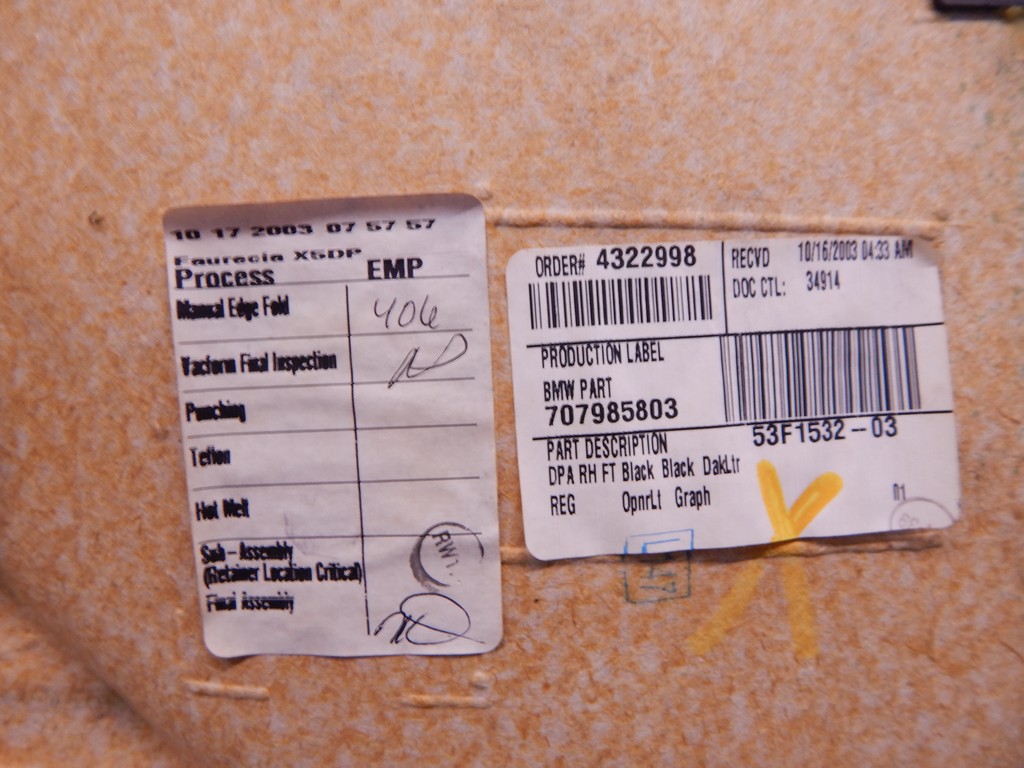 10 17 2003 07 57 57
Faurecia X5DP
Process EMP
Manual Edge Fold 406
Vacform Final Inspection
Punching
Teflon
Hot Melt
Sub-Assembly
(Retainer Location Critical)
Final Assembly
RW1
ORDER# 4322998
RECVD 10/16/2003 04:33 AM
DOC CTL: 34914
PRODUCTION LABEL
BMW PART
707985803
53F1532-03
PART DESCRIPTION
DPA RH FT Black Black DakLtr
REG OpnrLt Graph
01
X